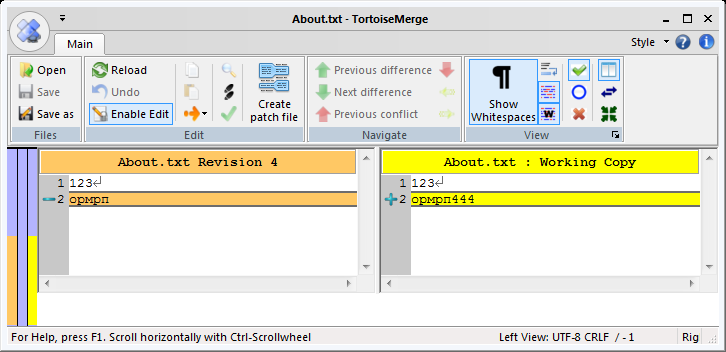 About.txt - TortoiseMerge
Main
Style
Open
Save
Save as
Files
Reload
Undo
Enable Edit
Create patch file
Edit
Previous difference
Next difference
Previous conflict
Navigate
Show Whitespaces
View
About.txt Revision 4
1 123
2 ормрп
About.txt : Working Copy
1 123
2 ормрп444
For Help, press F1. Scroll horizontally with Ctrl-Scrollwheel
Left View: UTF-8 CRLF / - 1
Rig